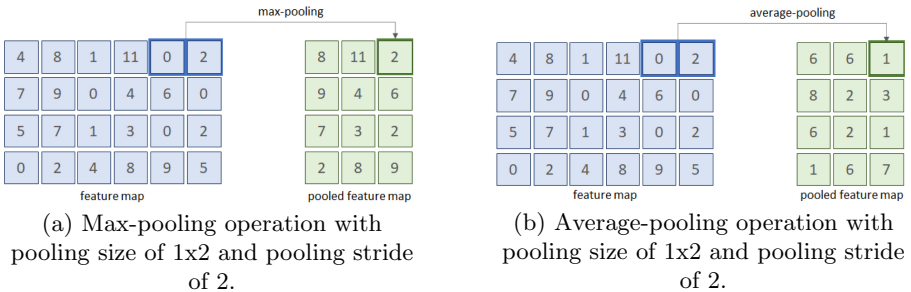 max-pooling
4 8 1 11 0 2 8 11 2
7 9 0 4 6 0 9 4 6
5 7 1 3 0 2 7 3 2
0 2 4 8 9 5 2 8 9
feature map pooled feature map
(a) Max-pooling operation with
pooling size of 1x2 and pooling stride
of 2.
average-pooling
4 8 1 11 0 2 6 6 1
7 9 0 4 6 0 8 2 3
5 7 1 3 0 2 6 2 1
0 2 4 8 9 5 1 6 7
feature map pooled feature map
(b) Average-pooling operation with
pooling size of 1x2 and pooling stride
of 2.